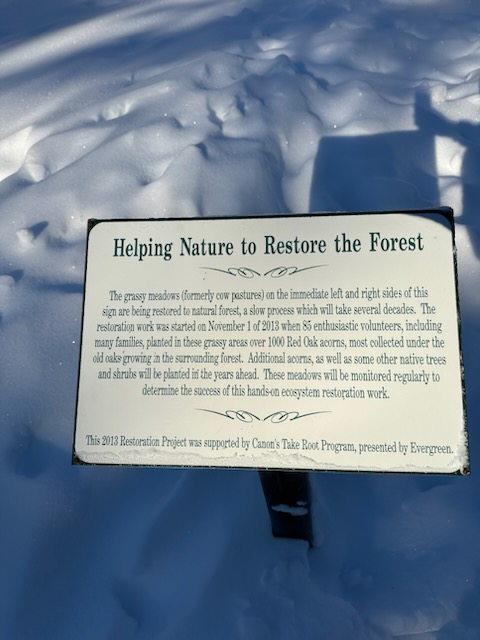 Helping Nature to Restore the Forest
The grassy meadows (formerly cow pastures) on the immediate left and right sides of this
sign are being restored to natural forest, a slow process which will take several decades. The
restoration work was started on November 1 of 2013 when 85 enthusiastic volunteers, including
many families, planted in these grassy areas over 1000 Red Oak acorns, most collected under the
old oaks growing in the surrounding forest. Additional acorns, as well as some other native trees
and shrubs will be planted in the years ahead. These meadows will be monitored regularly to
determine the success of this hands-on ecosystem restoration work.
This 2013 Restoration Project was supported by Canon's Take Root Program, presented by Evergreen.